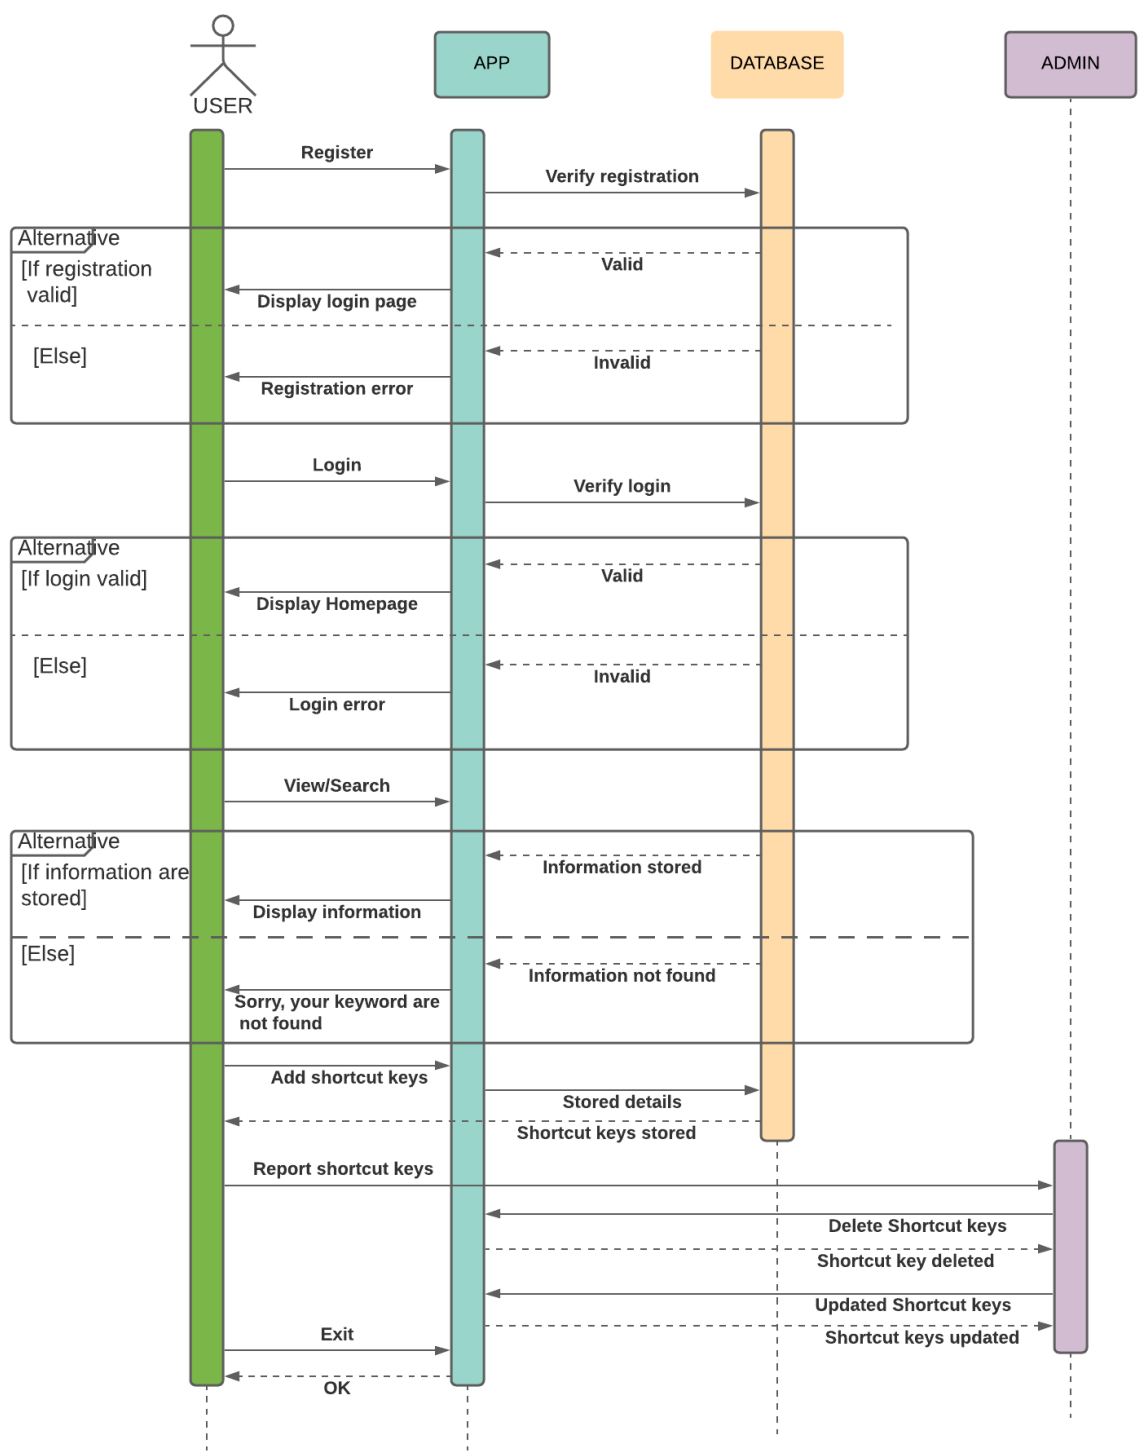 USER
APP
DATABASE
ADMIN
Register
Verify registration
Alternative
[If registration
valid]
Valid
Display login page
[Else]
Invalid
Registration error
Login
Verify login
Alternative
[If login valid]
Valid
Display Homepage
[Else]
Invalid
Login error
View/Search
Alternative
[If information are
stored]
Information stored
Display information
[Else]
Information not found
Sorry, your keyword are
not found
Add shortcut keys
Stored details
Shortcut keys stored
Report shortcut keys
Delete Shortcut keys
Shortcut key deleted
Updated Shortcut keys
Shortcut keys updated
Exit
OK